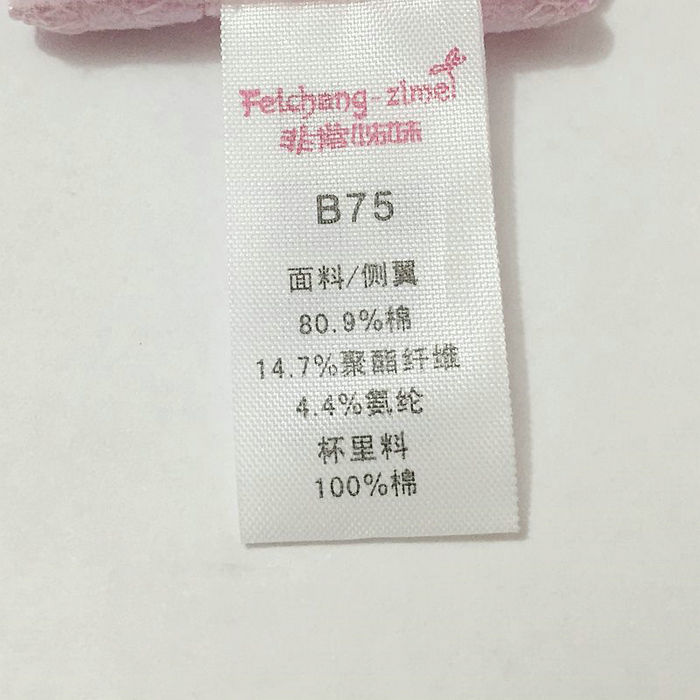 Feichang-zimei
非常姊妹
B75
面料/侧翼
80.9%棉
14.7%聚酯纤维
4.4%氨纶
杯里料
100%棉